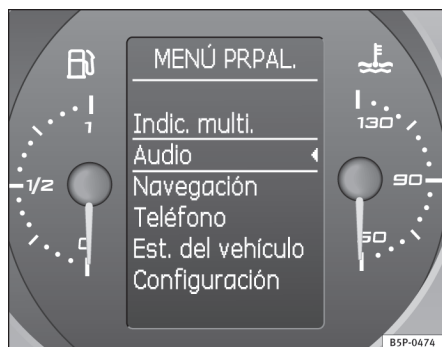 MENÚ PRPAL.
Indic. multi.
Audio
Navegación
Teléfono
Est. del vehículo
Configuración
1
1/2
0
130
90
50
B5P-0474